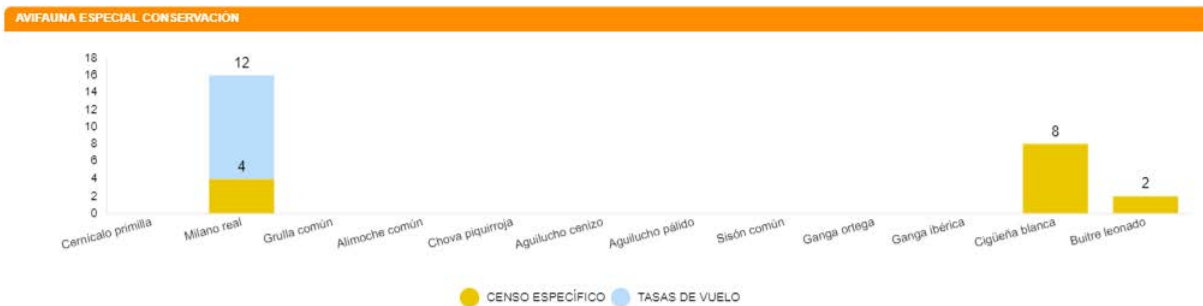 AVIFAUNA ESPECIAL CONSERVACIÓN
18
16
14
12
10
8
6
4
2
0
12
4
8
2
Cernícalo primilla
Milano real
Grulla común
Alimoche común
Chova piquirroja
Aguilucho cenizo
Aguilucho pálido
Sisón común
Ganga ortega
Ganga ibérica
Cigüeña blanca
Buitre leonado
CENSO ESPECÍFICO
TASAS DE VUELO